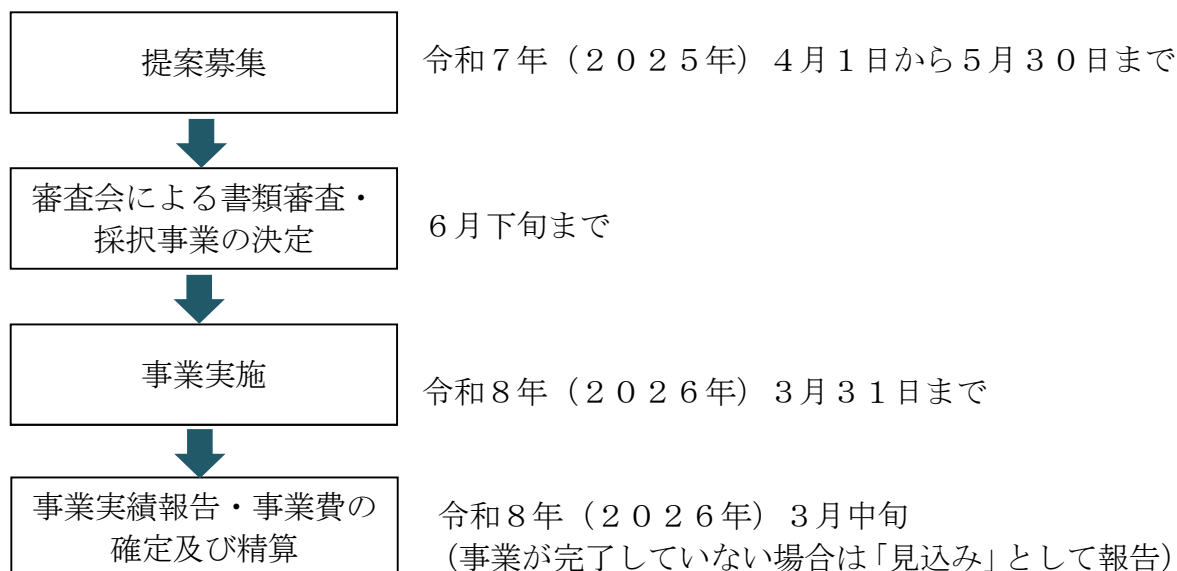 提案募集
令和７年（２０２５年）４月１日から５月３０日まで
審査会による書類審査・
採択事業の決定
６月下旬まで
事業実施
令和８年（２０２６年）３月３１日まで
事業実績報告・事業費の
確定及び精算
令和８年（２０２６年）３月中旬
（事業が完了していない場合は「見込み」として報告）